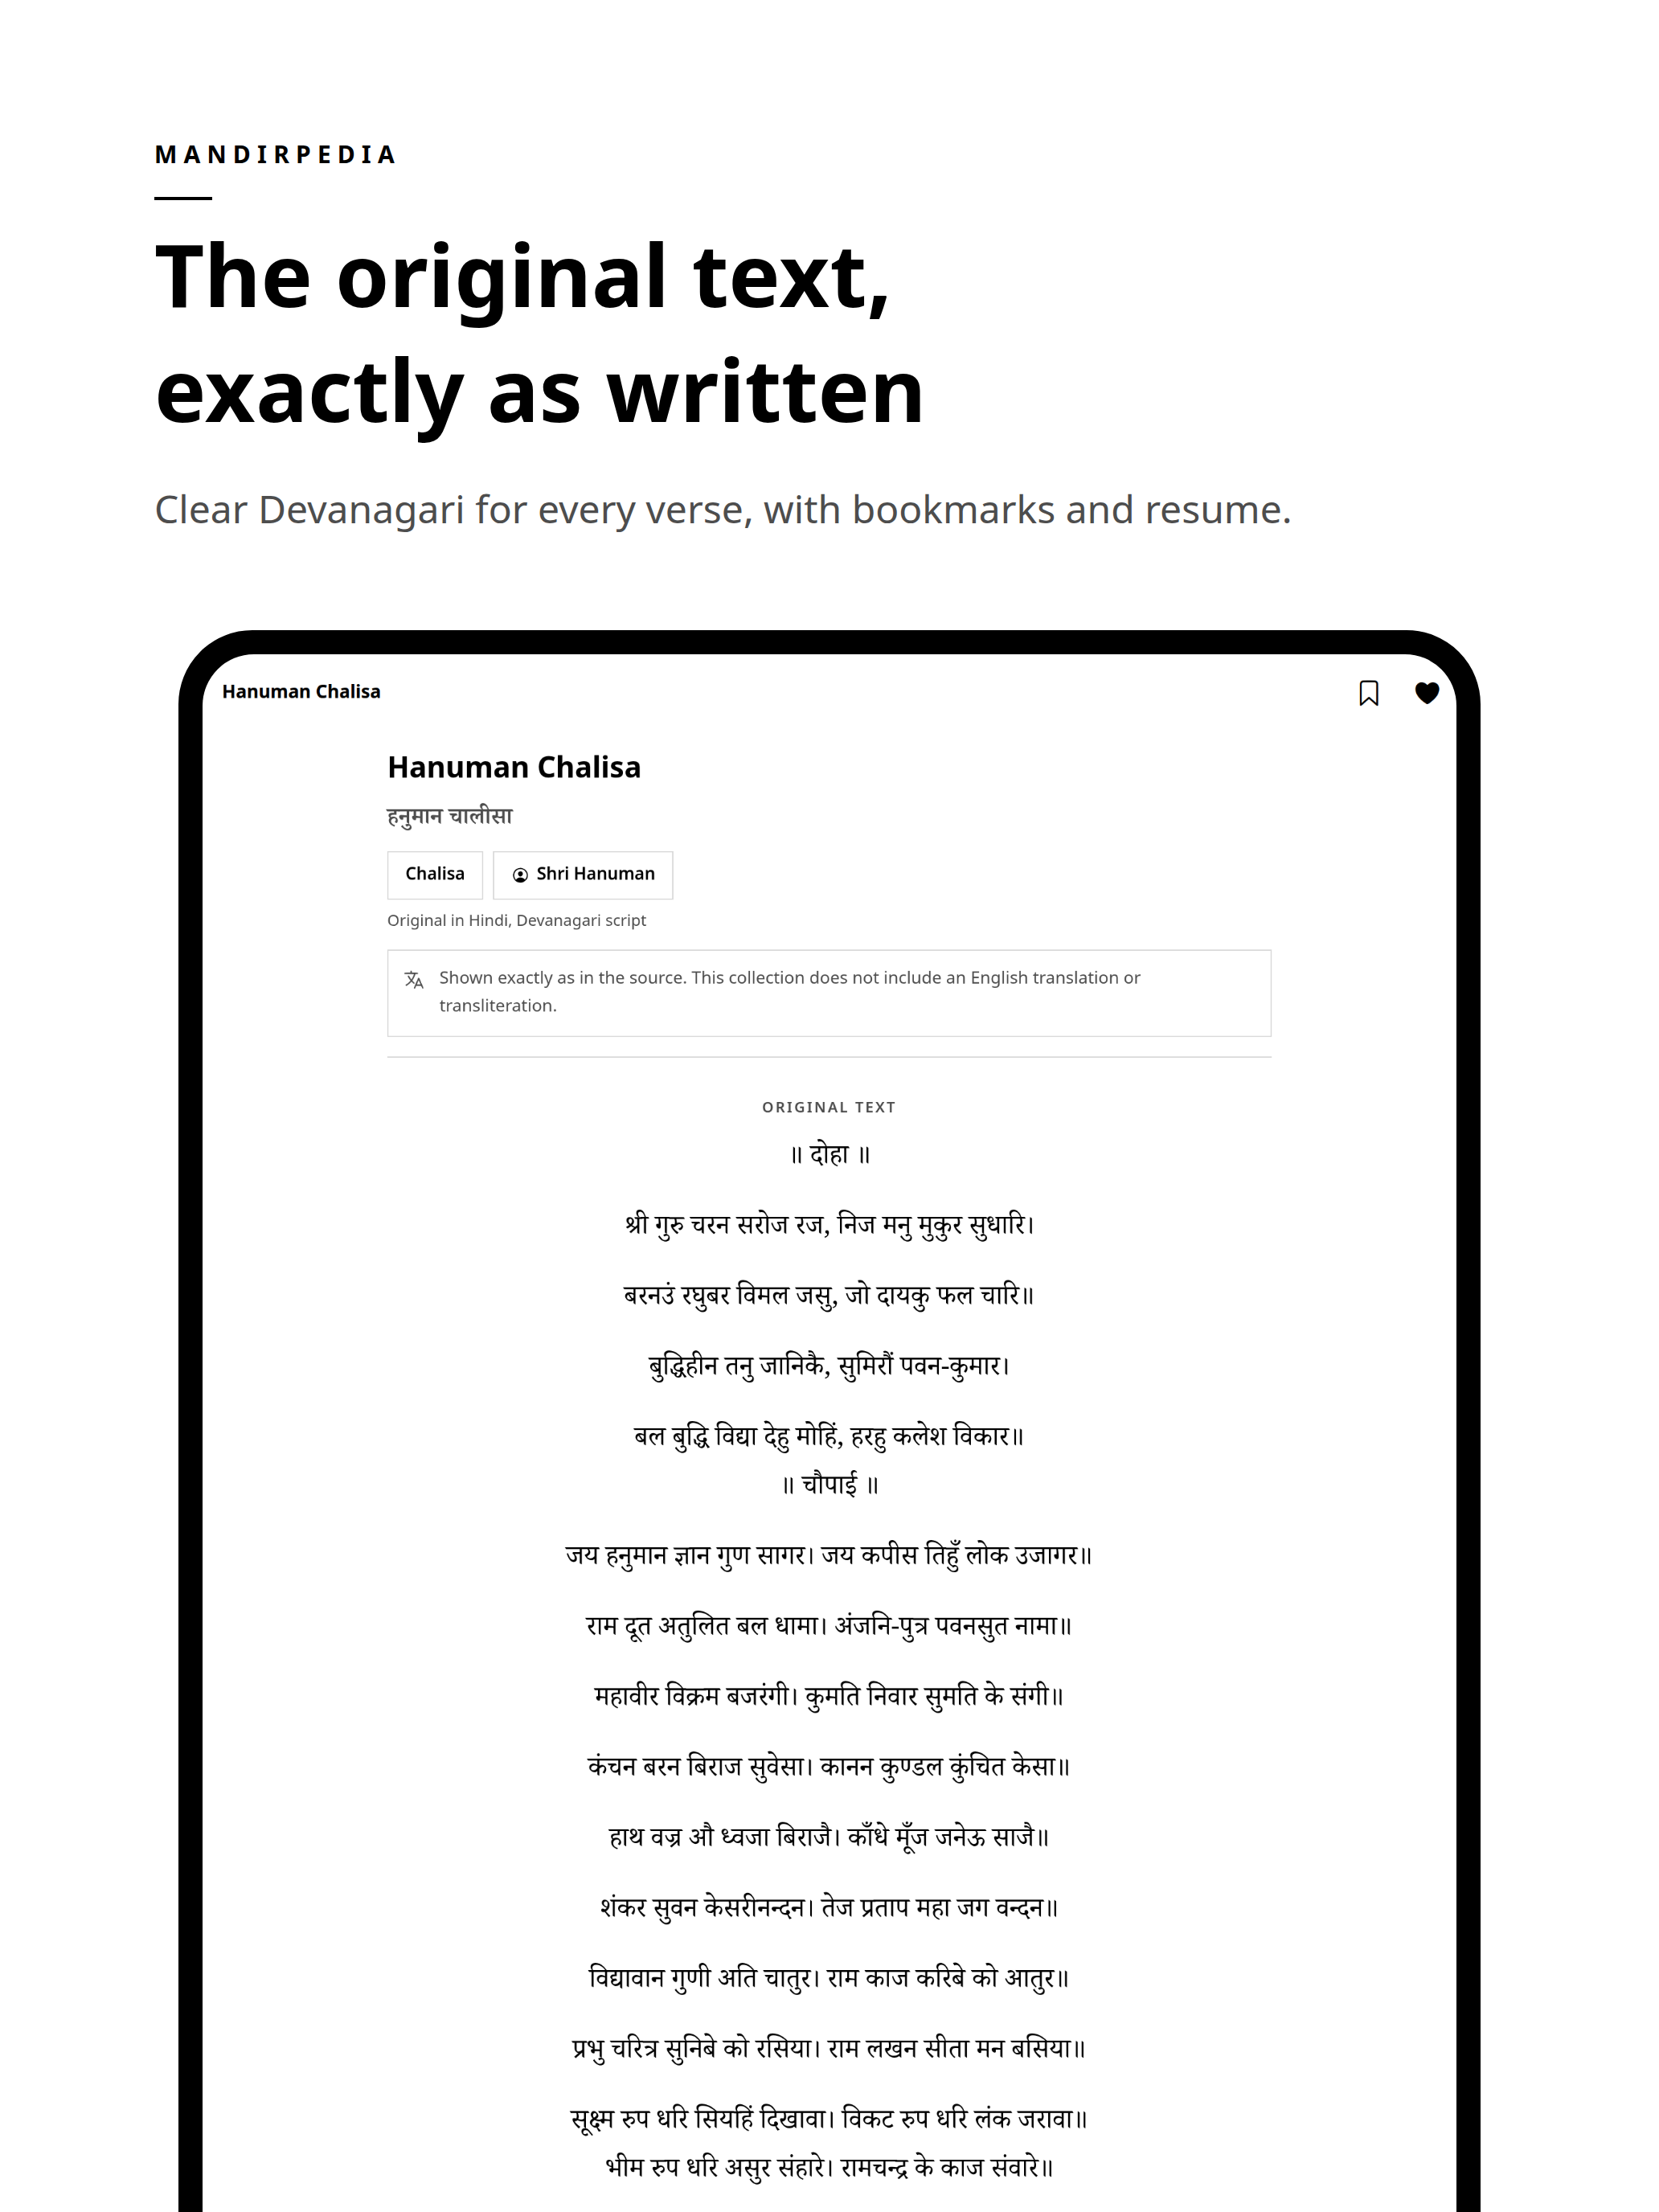 MANDIRPEDIA
The original text,
exactly as written
Clear Devanagari for every verse, with bookmarks and resume.
Hanuman Chalisa
Hanuman Chalisa
हनुमान चालीसा
Chalisa
Shri Hanuman
Original in Hindi, Devanagari script
Shown exactly as in the source. This collection does not include an English translation or
transliteration.
ORIGINAL TEXT
॥ दोहा ॥
श्री गुरु चरन सरोज रज, निज मनु मुकुर सुधारि।
बरनउं रघुबर विमल जसु, जो दायकु फल चारि॥
बुद्धिहीन तनु जानिकै, सुमिरौं पवन-कुमार।
बल बुद्धि विद्या देहु मोहिं, हरहु कलेश विकार॥
॥ चौपाई ॥
जय हनुमान ज्ञान गुण सागर। जय कपीस तिहुँ लोक उजागर॥
राम दूत अतुलित बल धामा। अंजनि-पुत्र पवनसुत नामा॥
महावीर विक्रम बजरंगी। कुमति निवार सुमति के संगी॥
कंचन बरन बिराज सुवेसा। कानन कुण्डल कुंचित केसा॥
हाथ वज्र औ ध्वजा बिराजै। काँधे मूँज जनेऊ साजै॥
शंकर सुवन केसरीनन्दन। तेज प्रताप महा जग वन्दन॥
विद्यावान गुणी अति चातुर। राम काज करिबे को आतुर॥
प्रभु चरित्र सुनिबे को रसिया। राम लखन सीता मन बसिया॥
सूक्ष्म रुप धरि सियहिं दिखावा। विकट रुप धरि लंक जरावा॥
भीम रुप धरि असुर संहारे। रामचन्द्र के काज संवारे॥